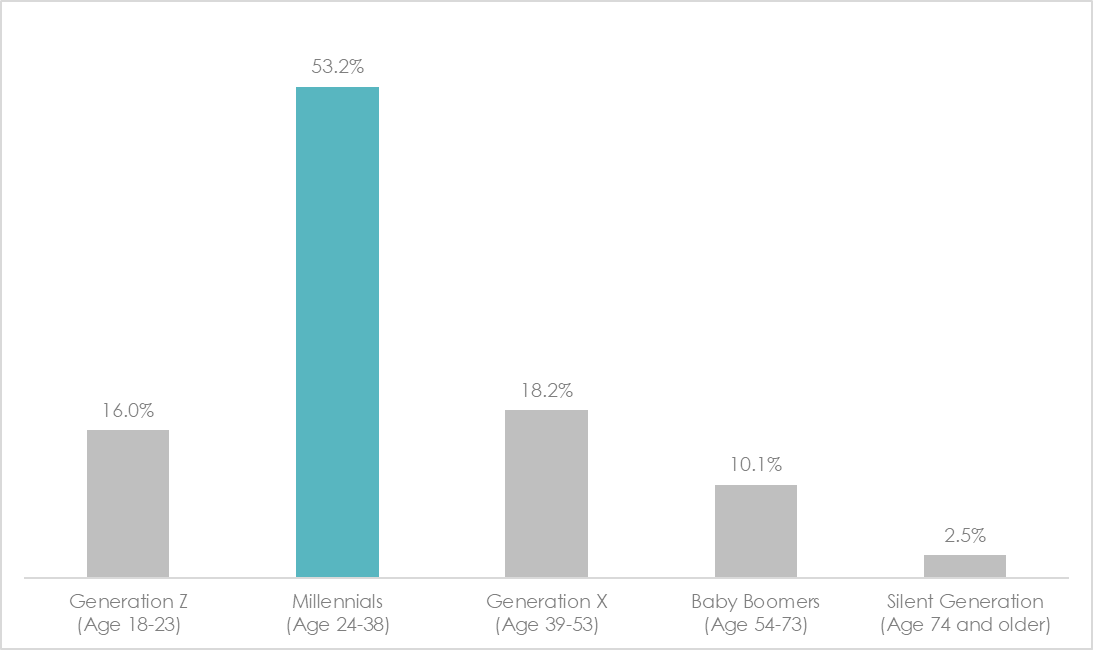 53.2%
18.2%
16.0%
10.1%
2.5%
Generation Z
(Age 18-23)
Millennials
(Age 24-38)
Generation X
(Age 39-53)
Baby Boomers
(Age 54-73)
Silent Generation
(Age 74 and older)